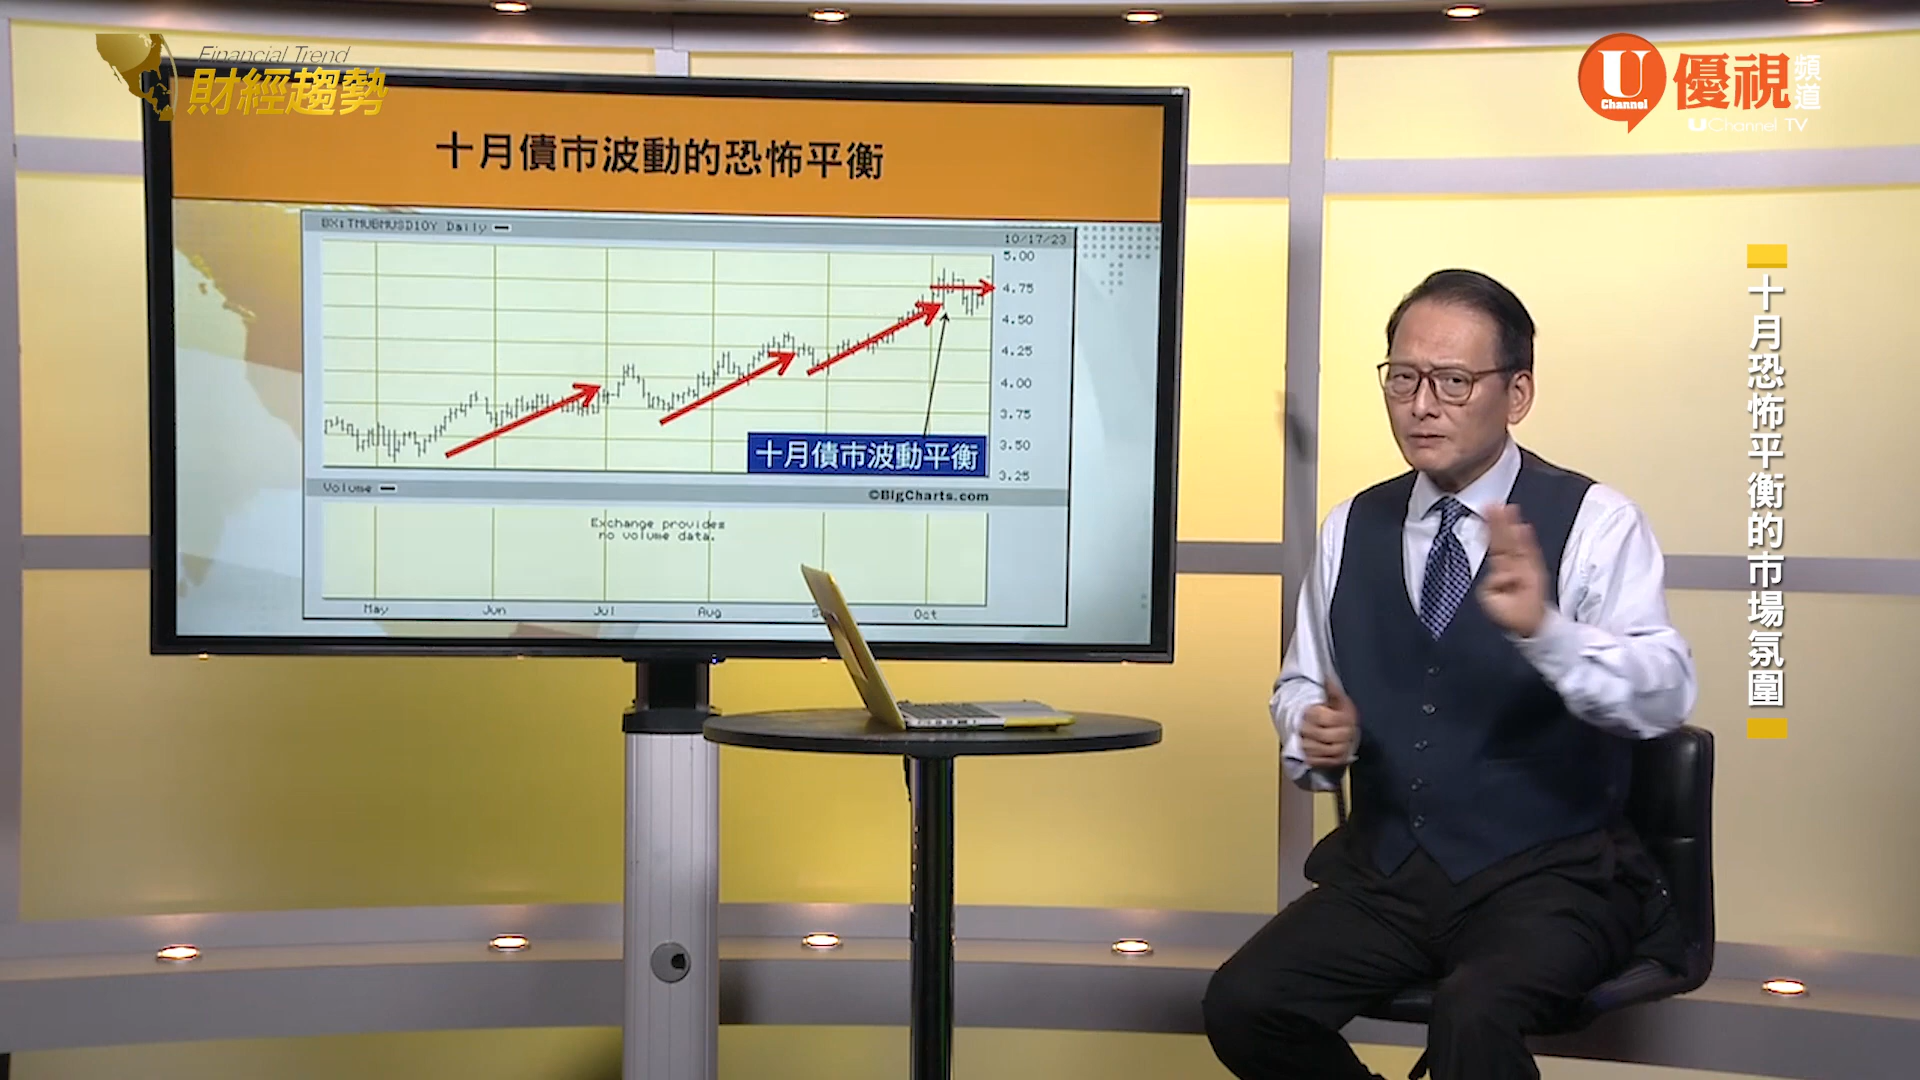 Financial Trend
財經趨勢
U
Channel
優視
頻道
UChannel TV
十月債市波動的恐怖平衡
BX:TMUBMUSD10Y Daily
10/17/23
5.00
4.75
4.50
4.25
4.00
3.75
3.50
3.25
十月債市波動平衡
Volume
©BigCharts.com
Exchange provides
no volume data.
May
Jun
Jul
Aug
Oct
十月恐怖平衡的市場氛圍